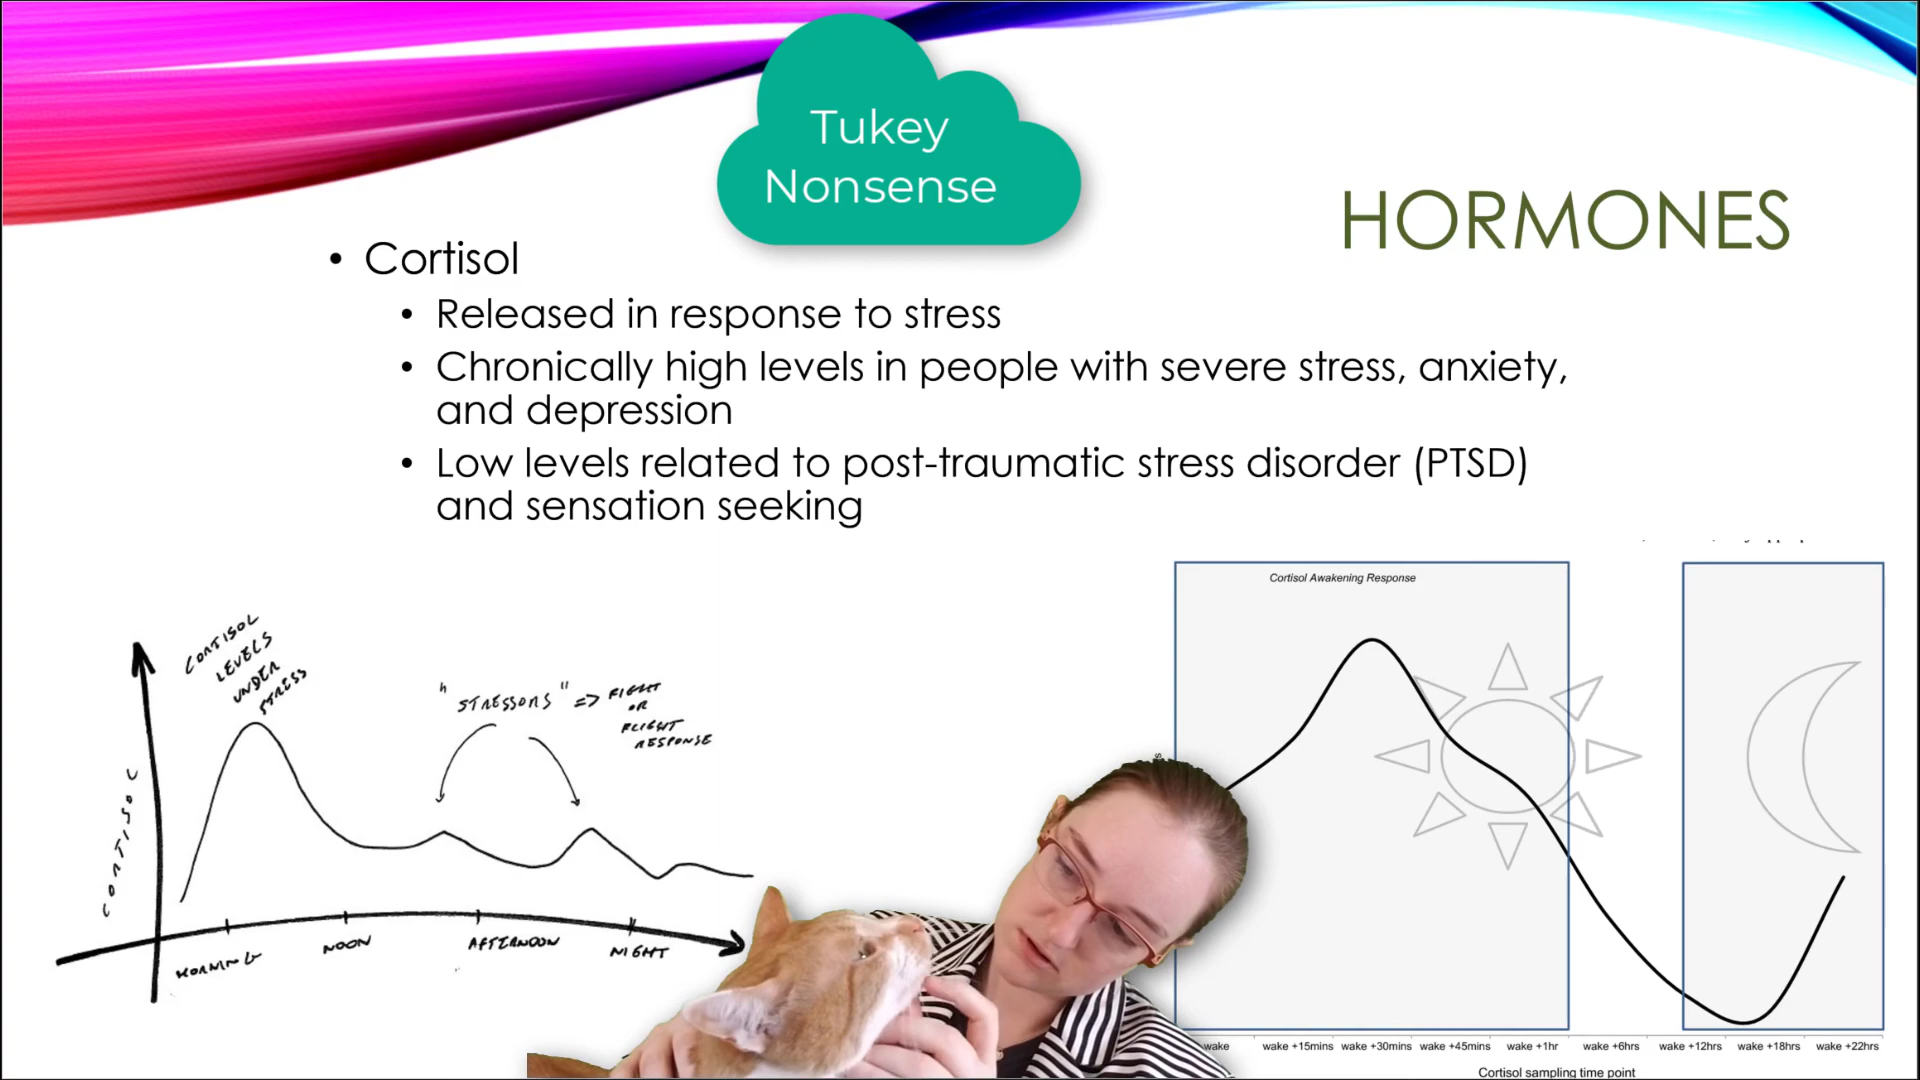 Tukey
Nonsense
HORMONES
• Cortisol
• Released in response to stress
• Chronically high levels in people with severe stress, anxiety,
and depression
• Low levels related to post-traumatic stress disorder (PTSD)
and sensation seeking
CORTISOL
LEVELS
UNDER
STRESS
"STRESSORS" => FIGHT
OR
FLIGHT
RESPONSE
CORTISOL
MORNING
NOON
AFTERNOON
NIGHT
Cortisol Awakening Response
wake
wake +15mins
wake +30mins
wake +45mins
wake +1hr
wake +6hrs
wake +12hrs
wake +18hrs
wake +22hrs
Cortisol sampling time point